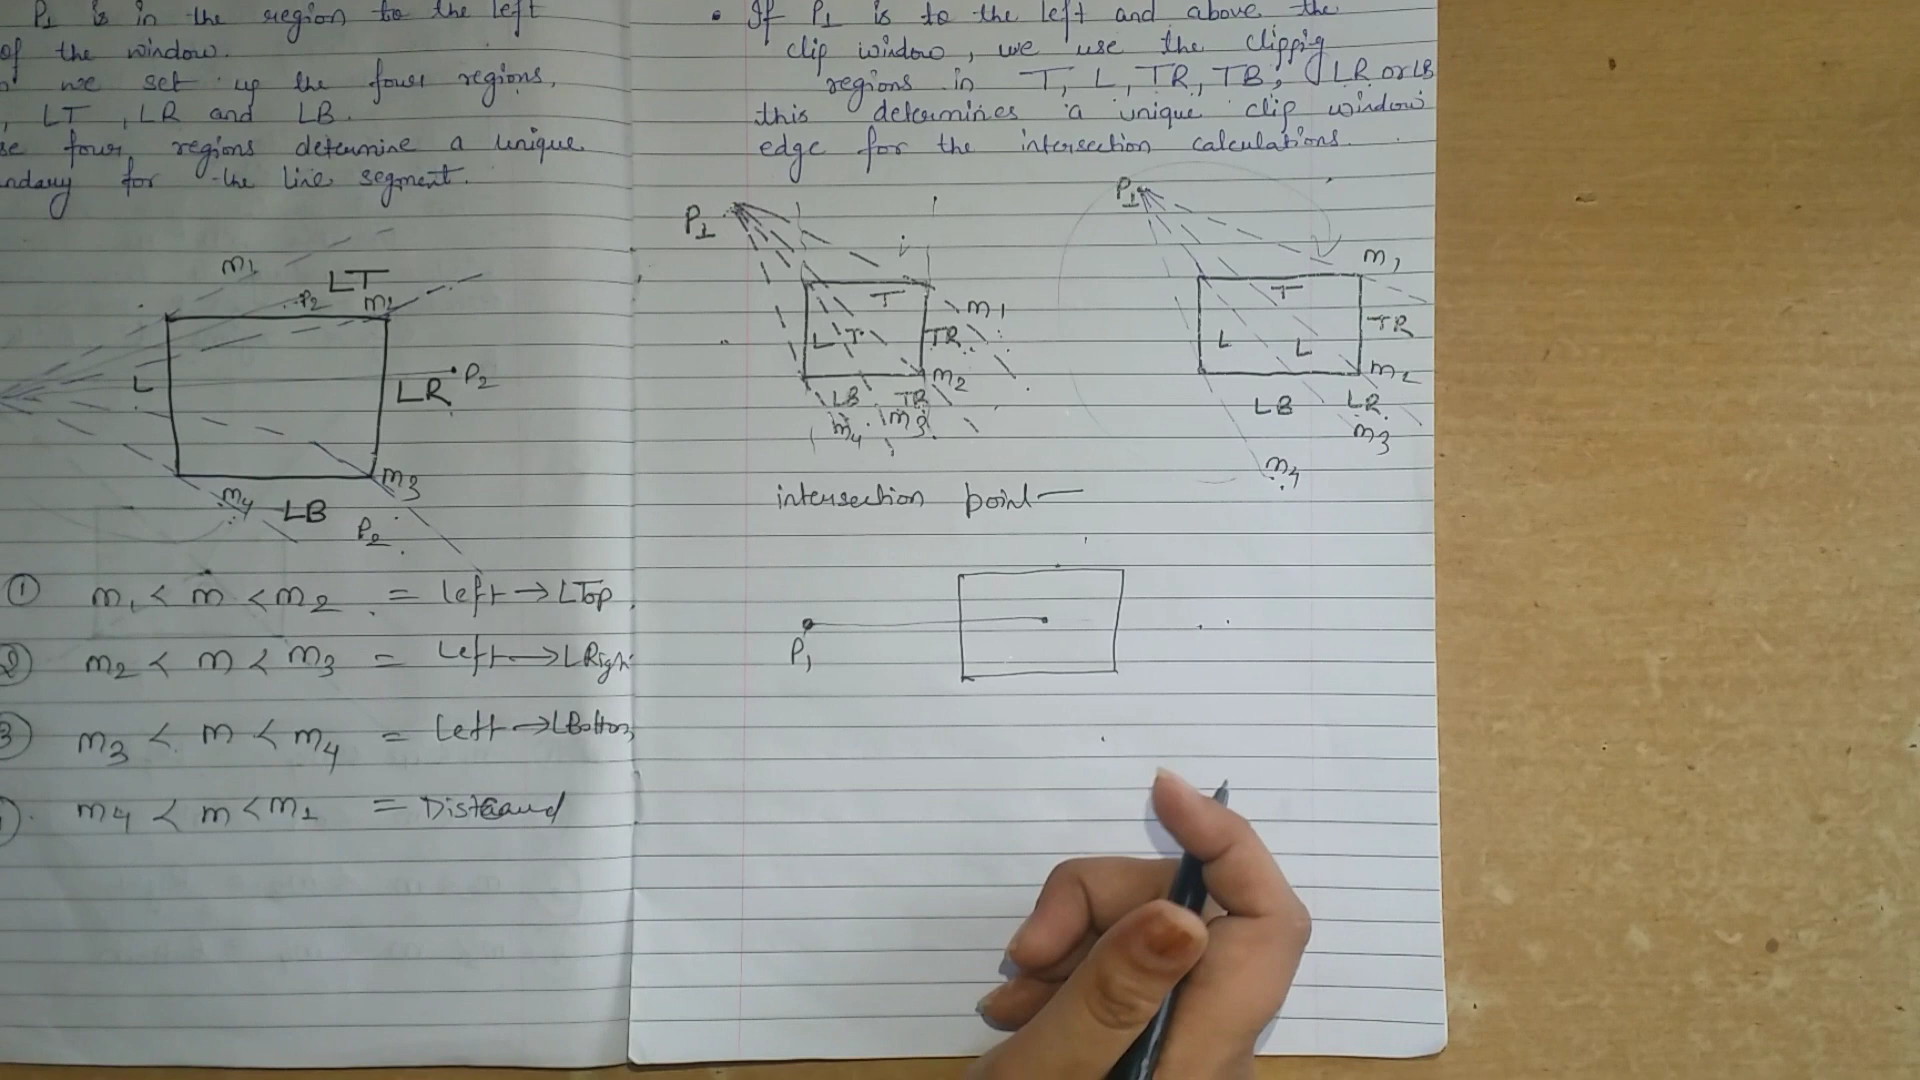 P1 is in the region to the left
of the window.
we set up the four regions,
, LT , LR and LB.
four regions determine a unique
for the line segment.
m1
LT
P2
m2
L
LR
P2
m3
m4
LB
P2
① m1 < m < m2 = left → LTop
② m2 < m < m3 = Left → LRigh
3) m3 < m < m4 = Left → LBottom
m4 < m < m1 =
• If P1 is to the left and above the
clip window, we use the clippig
regions in T, L, TR, TB, LR or LB
this determines a unique clip window
edge for the intersection calculations.
P1
T
m1
L T
TR
m2
LB
TB
m4
m3
P1
m1
T
TR
L
L
m2
LB
LR
m3
m4
intersection point —
P1